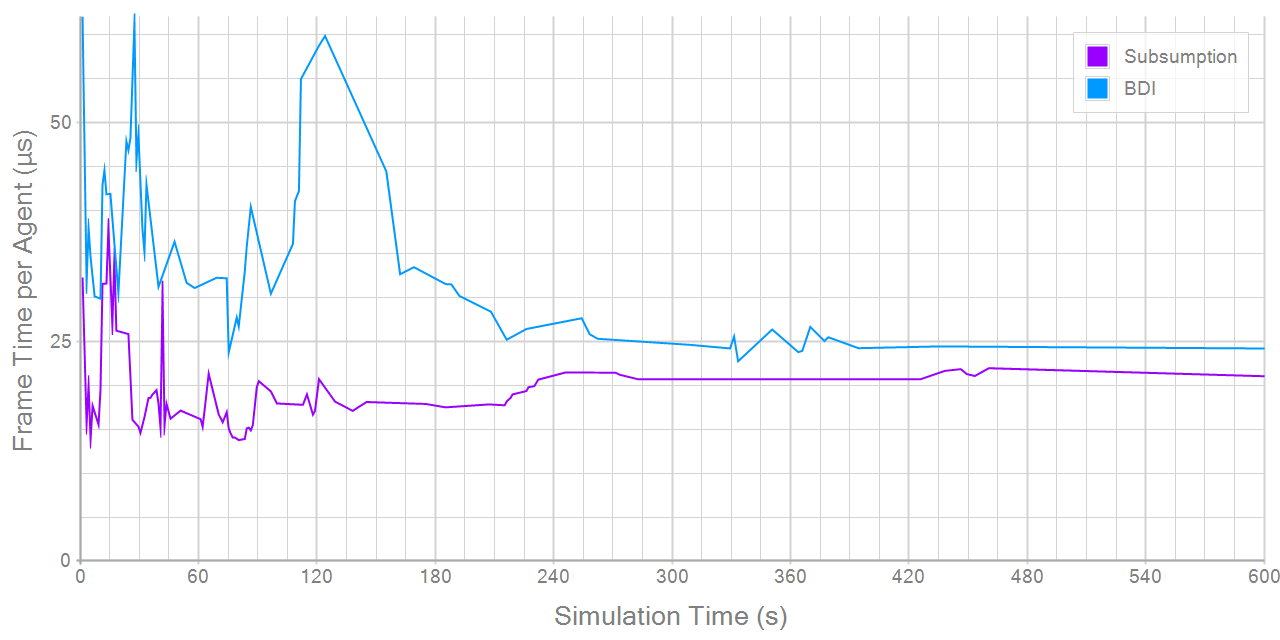 Subsumption
BDI
Frame Time per Agent (µs)
50
25
0
0 60 120 180 240 300 360 420 480 540 600
Simulation Time (s)